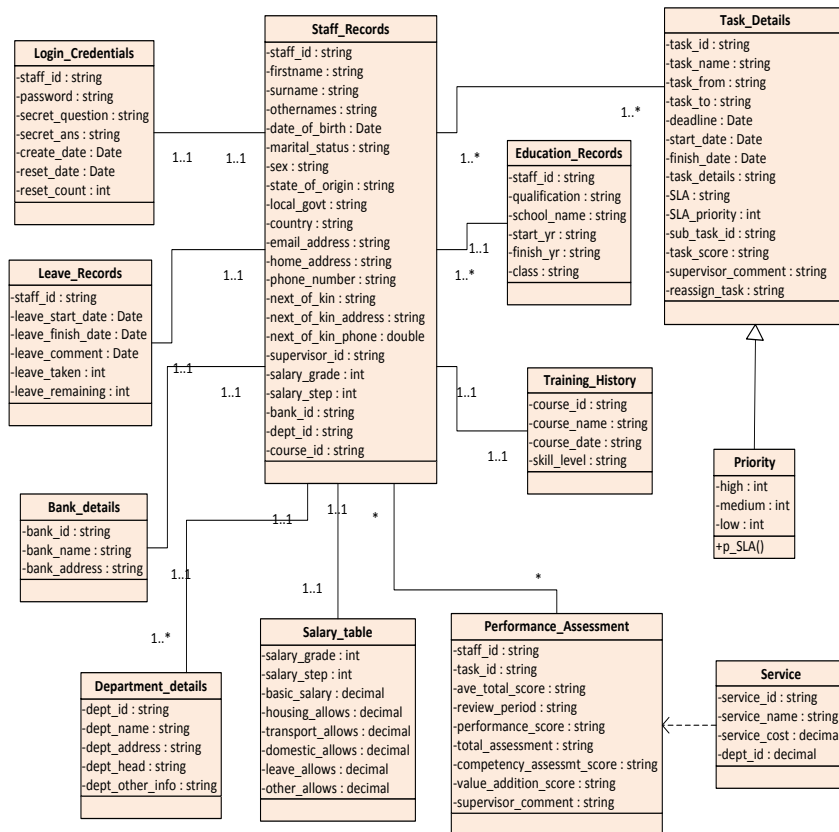 Staff_Records
-staff_id : string
-firstname : string
-surname : string
-othernames : string
-date_of_birth : Date
-marital_status : string
-sex : string
-state_of_origin : string
-local_govt : string
-country : string
-email_address : string
-home_address : string
-phone_number : string
-next_of_kin : string
-next_of_kin_address : string
-next_of_kin_phone : double
-supervisor_id : string
-salary_grade : int
-salary_step : int
-bank_id : string
-dept_id : string
-course_id : string
Login_Credentials
-staff_id : string
-password : string
-secret_question : string
-secret_ans : string
-create_date : Date
-reset_date : Date
-reset_count : int
1..1
1..1
Leave_Records
-staff_id : string
-leave_start_date : Date
-leave_finish_date : Date
-leave_comment : Date
-leave_taken : int
-leave_remaining : int
1..1
1..1
1..1
Bank_details
-bank_id : string
-bank_name : string
-bank_address : string
1..1
1..1
1..*
Department_details
-dept_id : string
-dept_name : string
-dept_address : string
-dept_head : string
-dept_other_info : string
1..1
1..1
Salary_table
-salary_grade : int
-salary_step : int
-basic_salary : decimal
-housing_allows : decimal
-transport_allows : decimal
-domestic_allows : decimal
-leave_allows : decimal
-other_allows : decimal
*
*
Performance_Assessment
-staff_id : string
-task_id : string
-ave_total_score : string
-review_period : string
-performance_score : string
-total_assessment : string
-competency_assessmt_score : string
-value_addition_score : string
-supervisor_comment : string
Service
-service_id : string
-service_name : string
-service_cost : decimal
-dept_id : decimal
1..*
1..*
Task_Details
-task_id : string
-task_name : string
-task_from : string
-task_to : string
-deadline : Date
-start_date : Date
-finish_date : Date
-task_details : string
-SLA : string
-SLA_priority : int
-sub_task_id : string
-task_score : string
-supervisor_comment : string
-reassign_task : string
Education_Records
-staff_id : string
-qualification : string
-school_name : string
-start_yr : string
-finish_yr : string
-class : string
1..1
1..*
Training_History
-course_id : string
-course_name : string
-course_date : string
-skill_level : string
1..1
1..1
Priority
-high : int
-medium : int
-low : int
+p_SLA()